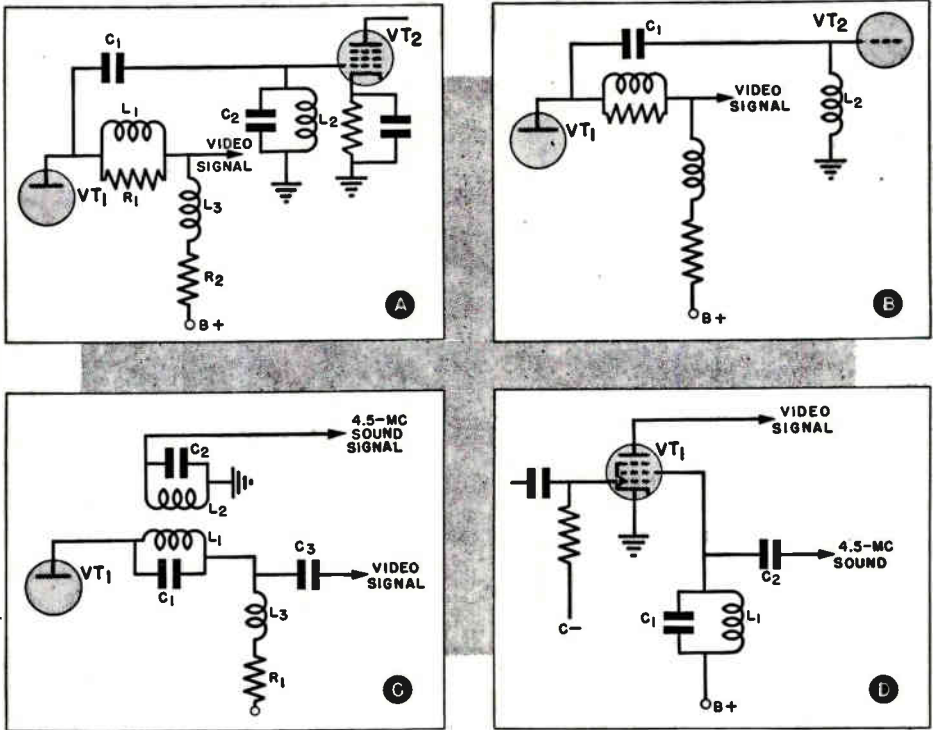 C1
VT2
L1
C2
L2
VIDEO
SIGNAL
VT1
R1
L3
R2
B+
A
C1
VT2
VIDEO
SIGNAL
L2
VT1
B+
B
4.5-MC
SOUND
SIGNAL
C2
L2
L1
VT1
C1
C3
VIDEO
SIGNAL
L3
R1
C
VIDEO
SIGNAL
VT1
4.5-MC
SOUND
C2
C-
C1
L1
B+
D